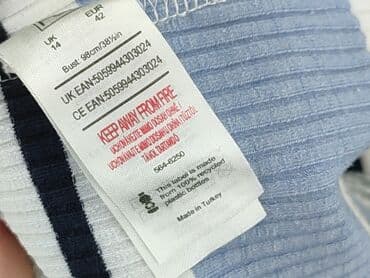 UK EUR
14 42
Bust 98cm/38½in
UK EAN:5059944303024
CE EAN:5059944303024
KEEP AWAY FROM FIRE
TARTANDÓ
564-8250
This label is made
from 100% recycled
plastic bottles
Made in Turkey